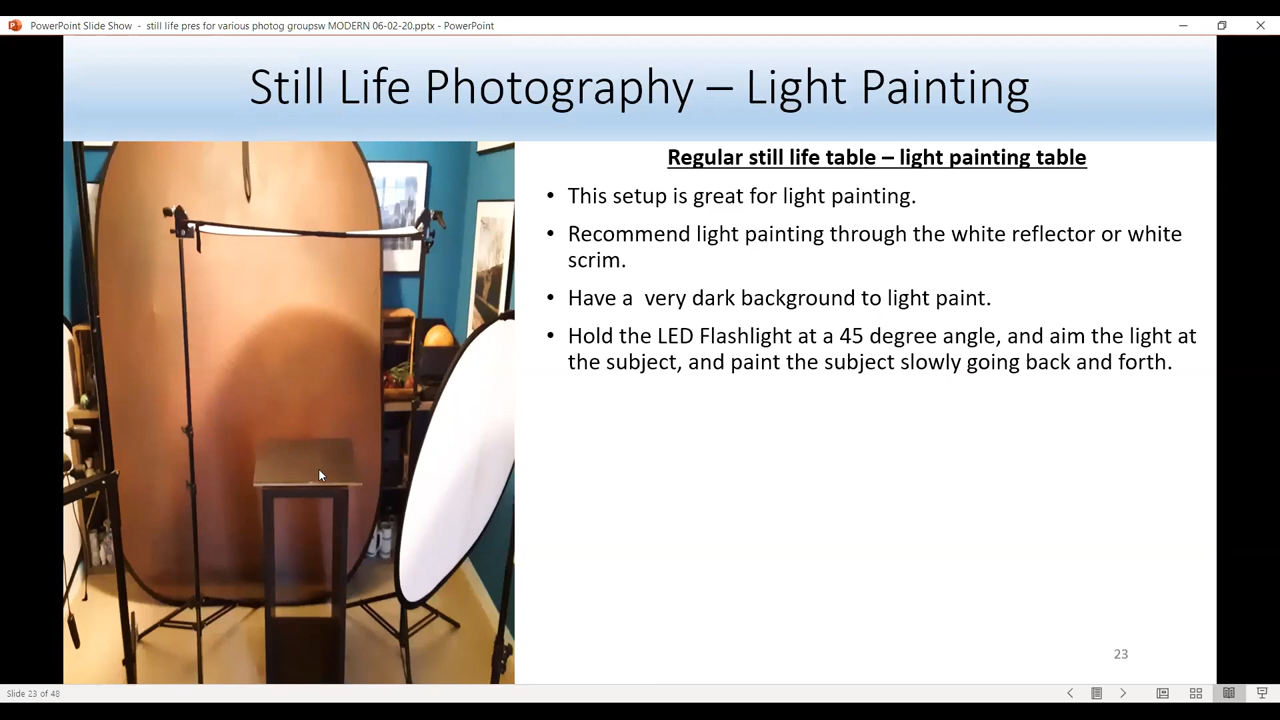 PowerPoint Slide Show - still life pres for various photog groupsw MODERN 06-02-20.pptx - PowerPoint
Still Life Photography – Light Painting
Regular still life table – light painting table
• This setup is great for light painting.
• Recommend light painting through the white reflector or white
scrim.
• Have a  very dark background to light paint.
• Hold the LED Flashlight at a 45 degree angle, and aim the light at
the subject, and paint the subject slowly going back and forth.
23
Slide 23 of 48